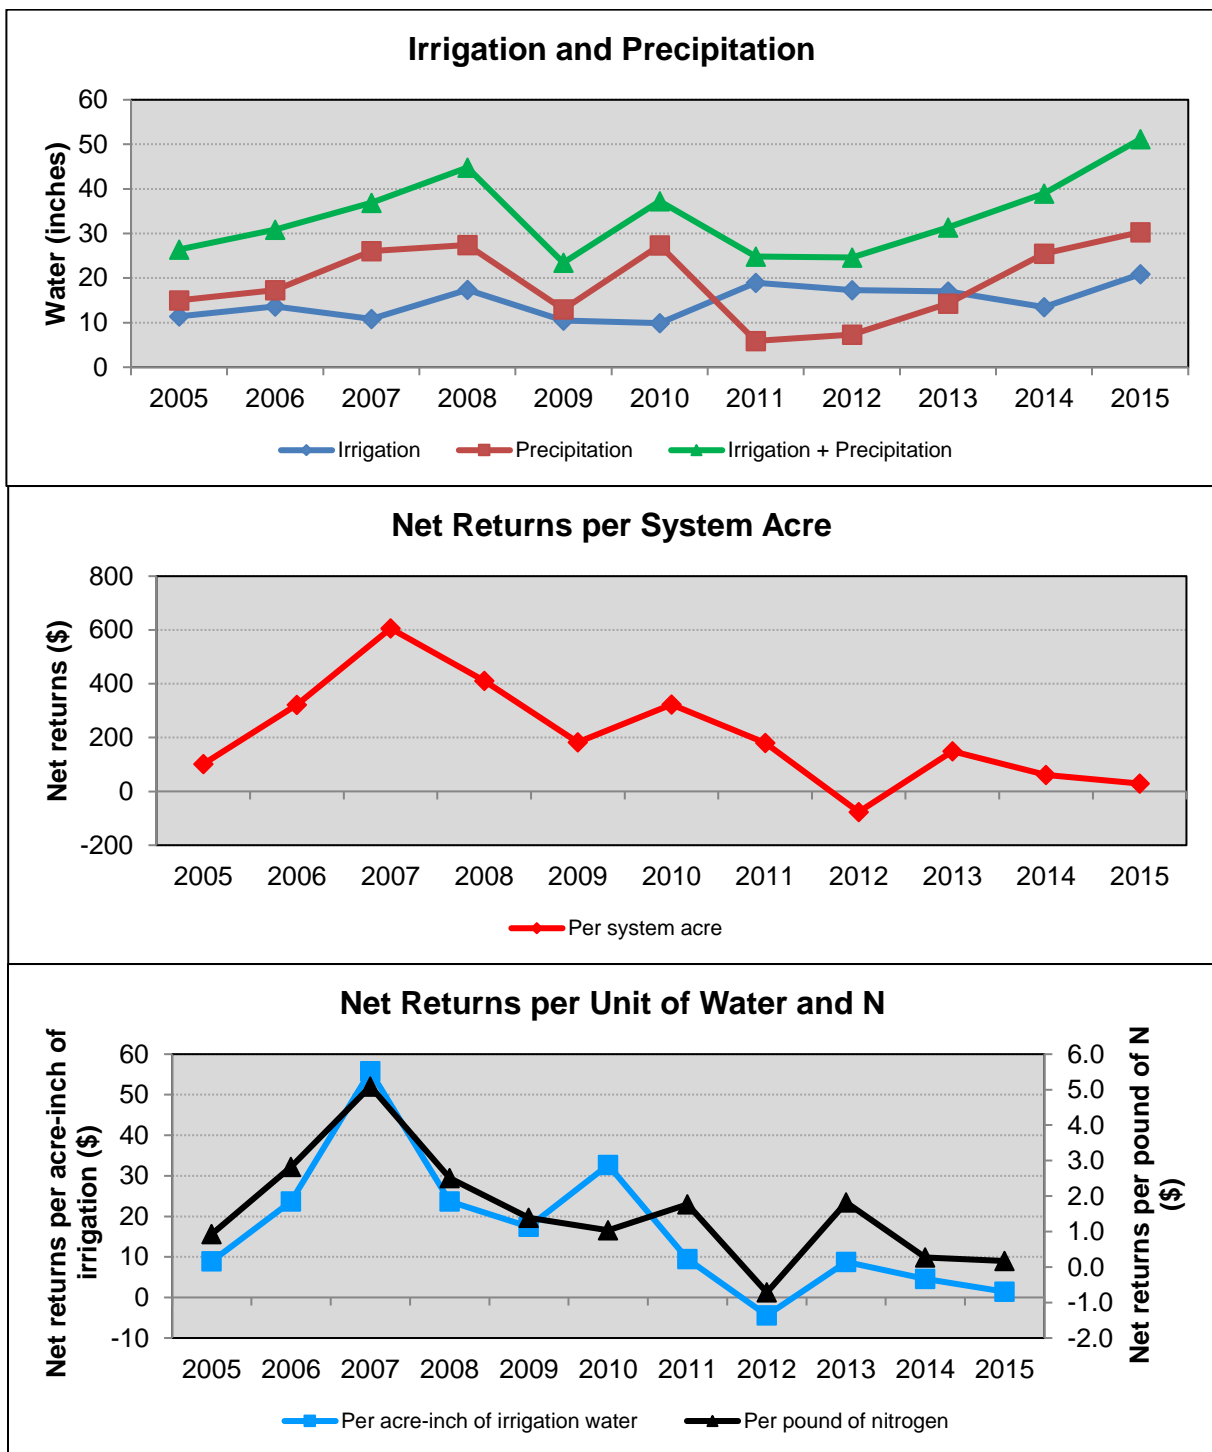 Irrigation and Precipitation
Water (inches)
60
50
40
30
20
10
0
2005 2006 2007 2008 2009 2010 2011 2012 2013 2014 2015
Irrigation Precipitation Irrigation + Precipitation
Net Returns per System Acre
Net returns ($)
800
600
400
200
0
-200
2005 2006 2007 2008 2009 2010 2011 2012 2013 2014 2015
Per system acre
Net Returns per Unit of Water and N
Net returns per acre-inch of
irrigation ($)
60
50
40
30
20
10
0
-10
6.0
5.0
4.0
3.0
2.0
1.0
0.0
-1.0
-2.0
Net returns per pound of N
($)
2005 2006 2007 2008 2009 2010 2011 2012 2013 2014 2015
Per acre-inch of irrigation water Per pound of nitrogen